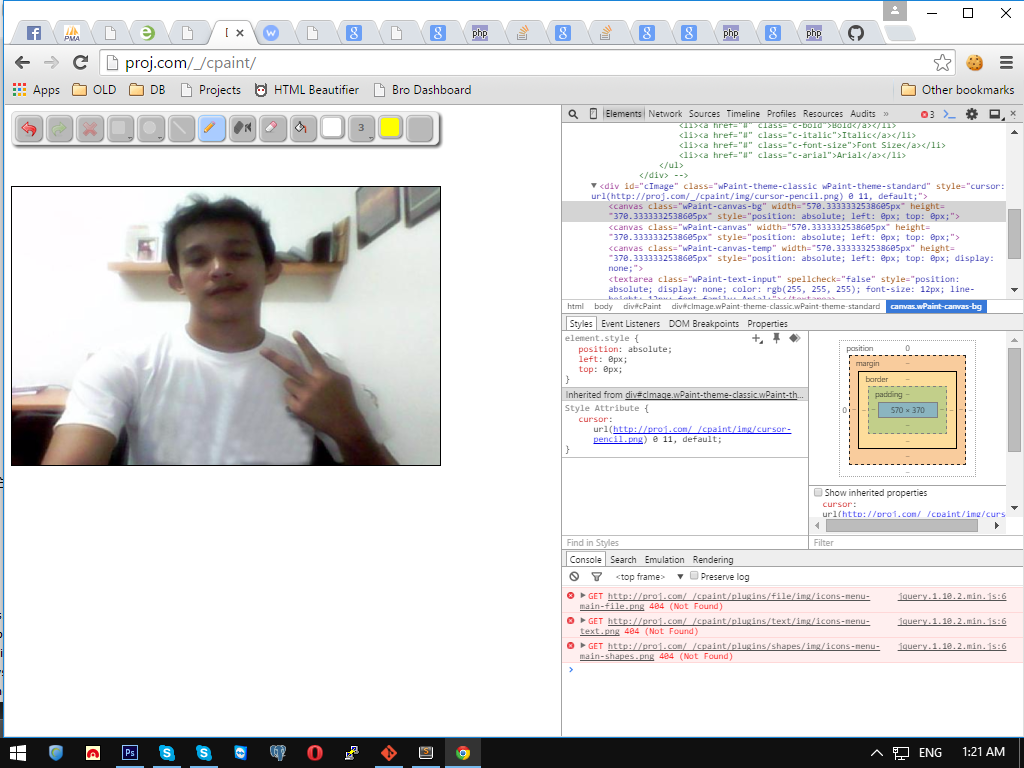 [
proj.com/_/cpaint/
Apps OLD DB Projects HTML Beautifier Bro Dashboard Other bookmarks
3
Elements Network Sources Timeline Profiles Resources Audits » 3
<li><a href="#" class="c-bold">Bold</a></li>
<li><a href="#" class="c-italic">Italic</a></li>
<li><a href="#" class="c-font-size">Font Size</a></li>
<li><a href="#" class="c-arial">Arial</a></li>
</ul>
</div> -->
<div id="cImage" class="wPaint-theme-classic wPaint-theme-standard" style="cursor:
url(http://proj.com/_/cpaint/img/cursor-pencil.png) 0 11, default;">
<canvas class="wPaint-canvas-bg" width="570.3333332538605px" height=
"370.3333332538605px" style="position: absolute; left: 0px; top: 0px;">
<canvas class="wPaint-canvas" width="570.3333332538605px" height=
"370.3333332538605px" style="position: absolute; left: 0px; top: 0px;">
<canvas class="wPaint-canvas-temp" width="570.3333332538605px" height=
"370.3333332538605px" style="position: absolute; left: 0px; top: 0px; display:
none;">
<textarea class="wPaint-text-input" spellcheck="false" style="position:
absolute; display: none; color: rgb(255, 255, 255); font-size: 12px; line-
height: 12px; font-family: Arial;"></textarea>
html body div#cPaint div#cImage.wPaint-theme-classic.wPaint-theme-standard canvas.wPaint-canvas-bg
Styles Event Listeners DOM Breakpoints Properties
element.style {
position: absolute;
left: 0px;
top: 0px;
}
Inherited from div#cImage.wPaint-theme-classic.wPaint-th...
Style Attribute {
cursor:
url(http://proj.com/_/cpaint/img/cursor-
pencil.png) 0 11, default;
}
Find in Styles
position 0
margin –
border –
padding –
0 – – – 570 × 370 – – –
–
–
–
–
Show inherited properties
cursor:
url(http://proj.com/_/cpaint/img/curs
Filter
Console Search Emulation Rendering
<top frame> ▼ Preserve log
GET http://proj.com/_/cpaint/plugins/file/img/icons-menu- jquery.1.10.2.min.js:6
main-file.png 404 (Not Found)
GET http://proj.com/_/cpaint/plugins/text/img/icons-menu- jquery.1.10.2.min.js:6
text.png 404 (Not Found)
GET http://proj.com/_/cpaint/plugins/shapes/img/icons-menu- jquery.1.10.2.min.js:6
main-shapes.png 404 (Not Found)
>
ENG 1:21 AM